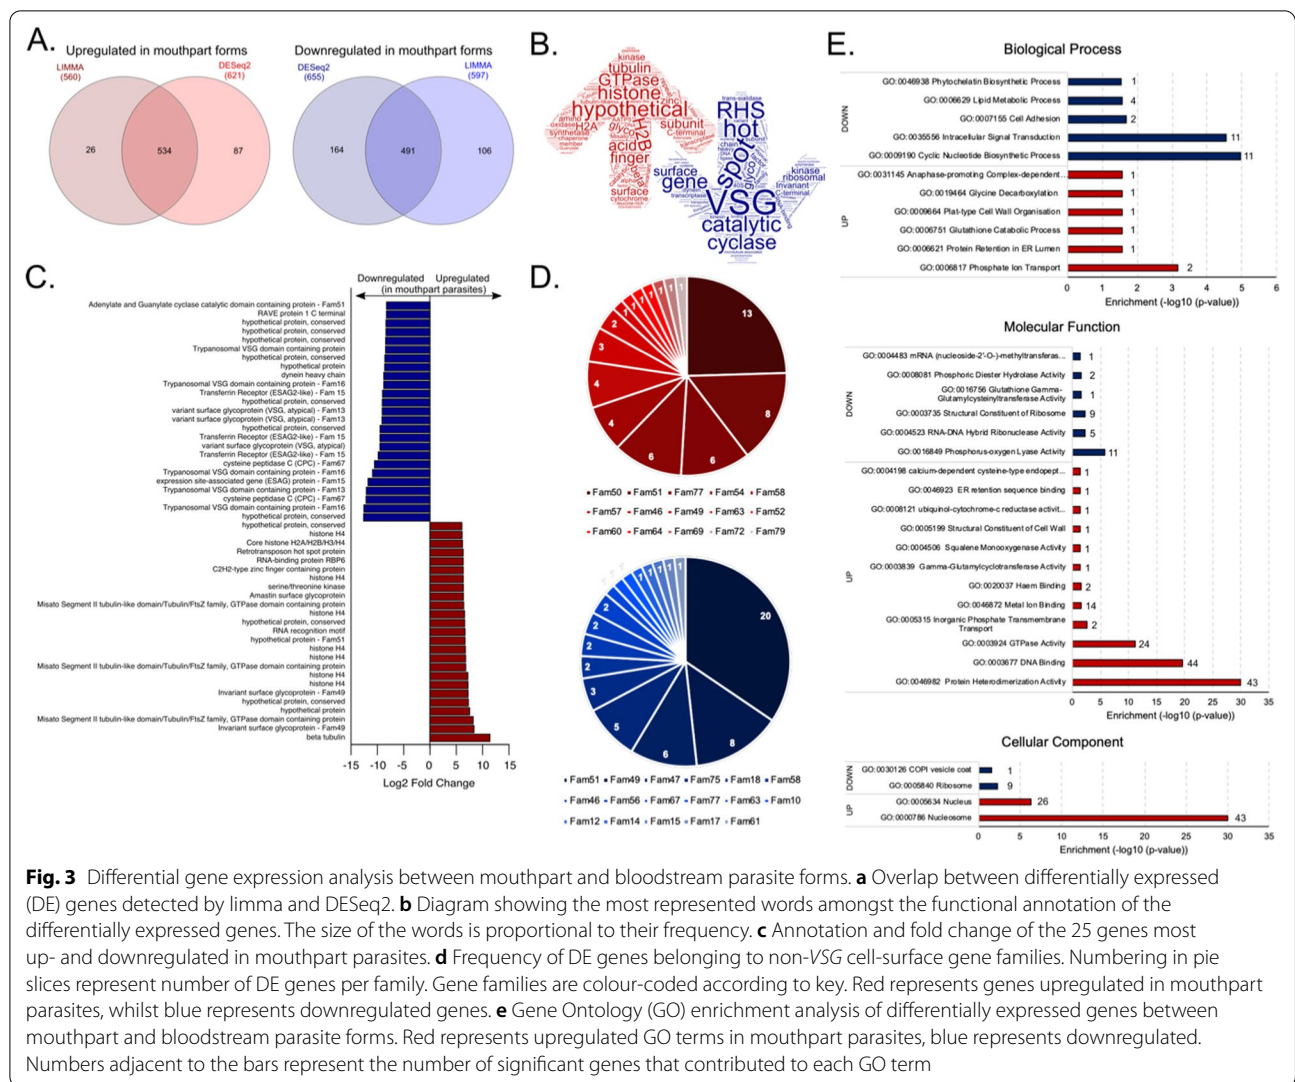 A.
Upregulated in mouthpart forms
LIMMA
(560)
DESeq2
(621)
26
534
87
Downregulated in mouthpart forms
DESeq2
(655)
LIMMA
(597)
164
491
106
B.
kinase
tubulin
GTPase
histone
hypothetical
zinc
amino
oxidase
H2A
synthetase
chaperone
member
glyco
H2B
subunit
C-terminal
acid
finger
beta
surface
cytochrome
trans-sialidase
RHS
hot
spot
chain
surface
gene
glyco
kinase
ribosomal
Invariant
C-terminal
VSG
catalytic
cyclase
C.
Downregulated Upregulated
(in mouthpart parasites)
Adenylate and Guanylate cyclase catalytic domain containing protein - Fam51
RAVE protein 1 C terminal
hypothetical protein, conserved
hypothetical protein, conserved
hypothetical protein, conserved
Trypanosomal VSG domain containing protein
hypothetical protein, conserved
hypothetical protein
dynein heavy chain
Trypanosomal VSG domain containing protein - Fam16
Transferrin Receptor (ESAG2-like) - Fam 15
hypothetical protein, conserved
variant surface glycoprotein (VSG, atypical) - Fam13
variant surface glycoprotein (VSG, atypical) - Fam13
hypothetical protein, conserved
Transferrin Receptor (ESAG2-like) - Fam 15
variant surface glycoprotein (VSG, atypical)
Transferrin Receptor (ESAG2-like) - Fam 15
cysteine peptidase C (CPC) - Fam67
Trypanosomal VSG domain containing protein - Fam16
expression site-associated gene (ESAG) protein - Fam15
Trypanosomal VSG domain containing protein - Fam13
cysteine peptidase C (CPC) - Fam67
Trypanosomal VSG domain containing protein - Fam16
hypothetical protein, conserved
hypothetical protein, conserved
histone H4
Core histone H2A/H2B/H3/H4
Retrotransposon hot spot protein
RNA-binding protein RBP6
C2H2-type zinc finger containing protein
histone H4
serine/threonine kinase
Amastin surface glycoprotein
Misato Segment II tubulin-like domain/Tubulin/FtsZ family, GTPase domain containing protein
histone H4
hypothetical protein, conserved
RNA recognition motif
hypothetical protein - Fam51
histone H4
histone H4
Misato Segment II tubulin-like domain/Tubulin/FtsZ family, GTPase domain containing protein
histone H4
histone H4
Invariant surface glycoprotein - Fam49
hypothetical protein, conserved
hypothetical protein
Misato Segment II tubulin-like domain/Tubulin/FtsZ family, GTPase domain containing protein
Invariant surface glycoprotein - Fam49
beta tubulin
-15 -10 -5 0 5 10 15
Log2 Fold Change
D.
13
8
6
6
4
4
3
2
1
1
1
1
1
1
1
Fam50 Fam51 Fam77 Fam54 Fam58
Fam57 Fam46 Fam49 Fam63 Fam52
Fam60 Fam64 Fam69 Fam72 Fam79
20
8
6
5
3
2
2
2
2
1
1
1
1
1
Fam51 Fam49 Fam47 Fam75 Fam18 Fam58
Fam46 Fam56 Fam67 Fam77 Fam63 Fam10
Fam12 Fam14 Fam15 Fam17 Fam61
E.
Biological Process
DOWN
GO:0046938 Phytochelatin Biosynthetic Process 1
GO:0006629 Lipid Metabolic Process 4
GO:0007155 Cell Adhesion 2
GO:0035556 Intracellular Signal Transduction 11
GO:0009190 Cyclic Nucleotide Biosynthetic Process 11
UP
GO:0031145 Anaphase-promoting Complex-dependent... 1
GO:0019464 Glycine Decarboxylation 1
GO:0009664 Plat-type Cell Wall Organisation 1
GO:0006751 Glutathione Catabolic Process 1
GO:0006621 Protein Retention in ER Lumen 1
GO:0006817 Phosphate Ion Transport 2
0 1 2 3 4 5 6
Enrichment (-log10 (p-value))
Molecular Function
DOWN
GO:0004483 mRNA (nucleoside-2'-O-)-methyltransferas... 1
GO:0008081 Phosphoric Diester Hydrolase Activity 2
GO:0016756 Glutathione Gamma-
Glutamylcysteinyltransferase Activity 1
GO:0003735 Structural Constituent of Ribosome 9
GO:0004523 RNA-DNA Hybrid Ribonuclease Activity 5
GO:0016849 Phosphorus-oxygen Lyase Activity 11
UP
GO:0004198 calcium-dependent cysteine-type endopept... 1
GO:0046923 ER retention sequence binding 1
GO:0008121 ubiquinol-cytochrome-c reductase activit... 1
GO:0005199 Structural Constituent of Cell Wall 1
GO:0004506 Squalene Monooxygenase Activity 1
GO:0003839 Gamma-Glutamylcyclotransferase Activity 1
GO:0020037 Haem Binding 2
GO:0046872 Metal Ion Binding 14
GO:0005315 Inorganic Phosphate Transmembrane
Transport 2
GO:0003924 GTPase Activity 24
GO:0003677 DNA Binding 44
GO:0046982 Protein Heterodimerization Activity 43
0 5 10 15 20 25 30 35
Enrichment (-log10 (p-value))
Cellular Component
DOWN
GO:0030126 COPI vesicle coat 1
GO:0005840 Ribosome 9
UP
GO:0005634 Nucleus 26
GO:0000786 Nucleosome 43
0 5 10 15 20 25 30 35
Enrichment (-log10 (p-value))
Fig. 3 Differential gene expression analysis between mouthpart and bloodstream parasite forms. a Overlap between differentially expressed
(DE) genes detected by limma and DESeq2. b Diagram showing the most represented words amongst the functional annotation of the
differentially expressed genes. The size of the words is proportional to their frequency. c Annotation and fold change of the 25 genes most
up- and downregulated in mouthpart parasites. d Frequency of DE genes belonging to non-VSG cell-surface gene families. Numbering in pie
slices represent number of DE genes per family. Gene families are colour-coded according to key. Red represents genes upregulated in mouthpart
parasites, whilst blue represents downregulated genes. e Gene Ontology (GO) enrichment analysis of differentially expressed genes between
mouthpart and bloodstream parasite forms. Red represents upregulated GO terms in mouthpart parasites, blue represents downregulated.
Numbers adjacent to the bars represent the number of significant genes that contributed to each GO term